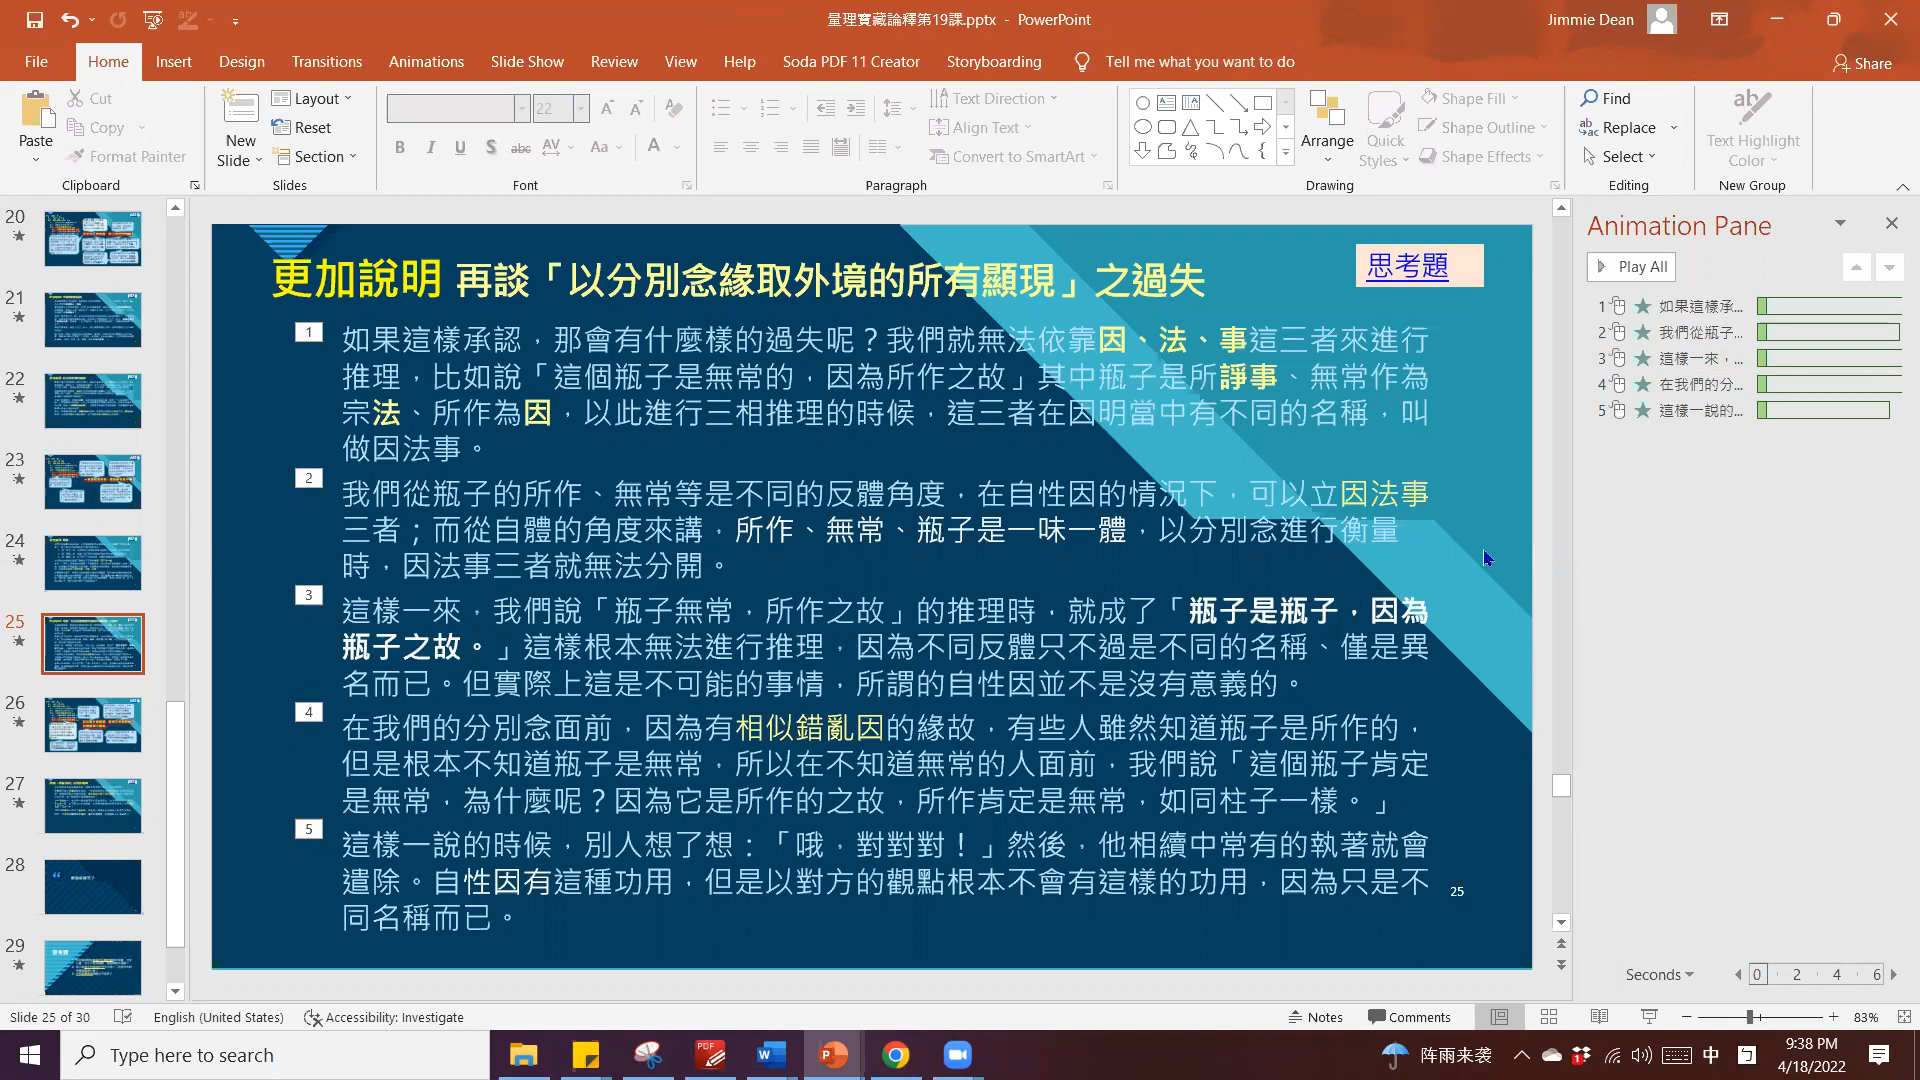 量理寶藏論釋第19課.pptx - PowerPoint
Jimmie Dean
File Home Insert Design Transitions Animations Slide Show Review View Help Soda PDF 11 Creator Storyboarding Tell me what you want to do Share
Paste
Cut
Copy
Format Painter
Clipboard
New Slide
Layout
Reset
Section
Slides
22
Font
Text Direction
Align Text
Convert to SmartArt
Paragraph
Arrange
Quick Styles
Shape Fill
Shape Outline
Shape Effects
Drawing
Find
Replace
Select
Editing
Text Highlight Color
New Group
20
21
22
23
24
25
26
27
28
29
更加說明 再談「以分別念緣取外境的所有顯現」之過失
思考題
1
如果這樣承認，那會有什麼樣的過失呢？我們就無法依靠因、法、事這三者來進行
推理，比如說「這個瓶子是無常的，因為所作之故」其中瓶子是所諍事、無常作為
宗法、所作為因，以此進行三相推理的時候，這三者在因明當中有不同的名稱，叫
做因法事。
2
我們從瓶子的所作、無常等是不同的反體角度，在自性因的情況下，可以立因法事
三者；而從自體的角度來講，所作、無常、瓶子是一味一體，以分別念進行衡量
時，因法事三者就無法分開。
3
這樣一來，我們說「瓶子無常，所作之故」的推理時，就成了「瓶子是瓶子，因為
瓶子之故。」這樣根本無法進行推理，因為不同反體只不過是不同的名稱、僅是異
名而已。但實際上這是不可能的事情，所謂的自性因並不是沒有意義的。
4
在我們的分別念面前，因為有相似錯亂因的緣故，有些人雖然知道瓶子是所作的，
但是根本不知道瓶子是無常，所以在不知道無常的人面前，我們說「這個瓶子肯定
是無常，為什麼呢？因為它是所作的之故，所作肯定是無常，如同柱子一樣。」
5
這樣一說的時候，別人想了想：「哦，對對對！」然後，他相續中常有的執著就會
遣除。自性因有這種功用，但是以對方的觀點根本不會有這樣的功用，因為只是不
同名稱而已。
25
Animation Pane
Play All
1 如果這樣承...
2 我們從瓶子...
3 這樣一來，...
4 在我們的分...
5 這樣一說的...
Seconds 0 2 4 6
Slide 25 of 30 English (United States) Accessibility: Investigate Notes Comments 83%
Type here to search
阵雨来袭
中
9:38 PM
4/18/2022